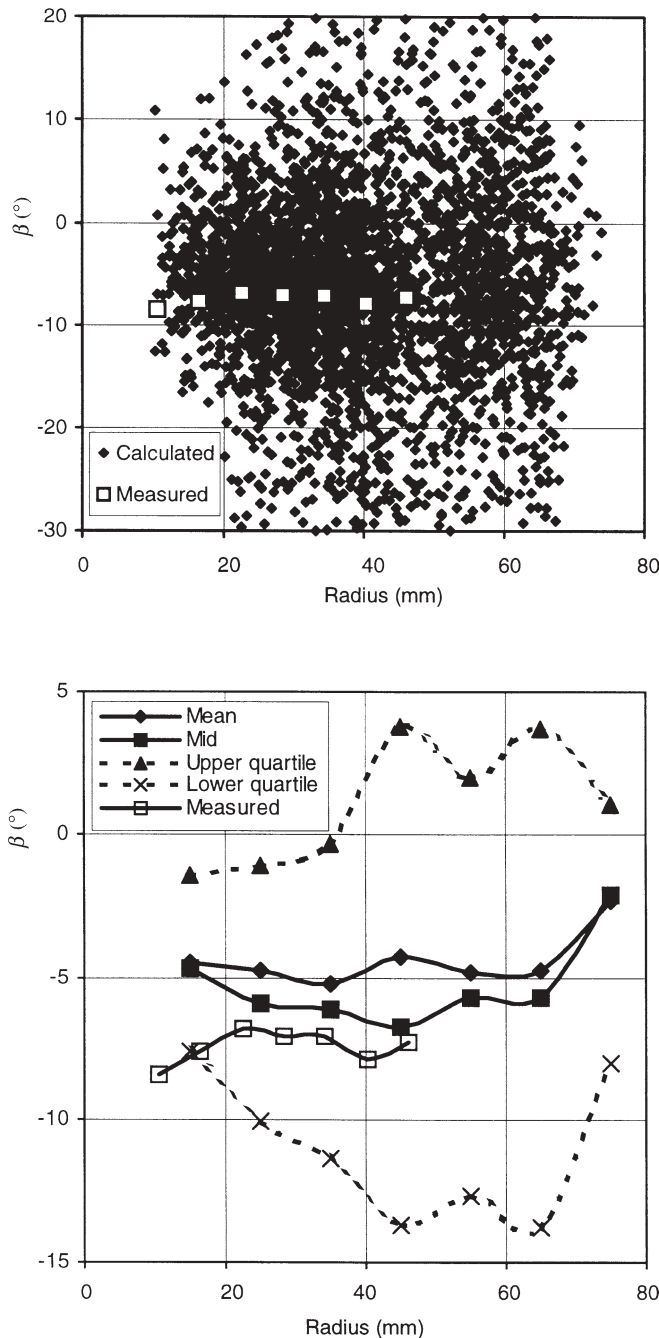 20
10
0
-10
-20
-30
β (°)
Calculated
Measured
0 20 40 60 80
Radius (mm)
5
0
-5
-10
-15
β (°)
Mean
Mid
Upper quartile
Lower quartile
Measured
0 20 40 60 80
Radius (mm)